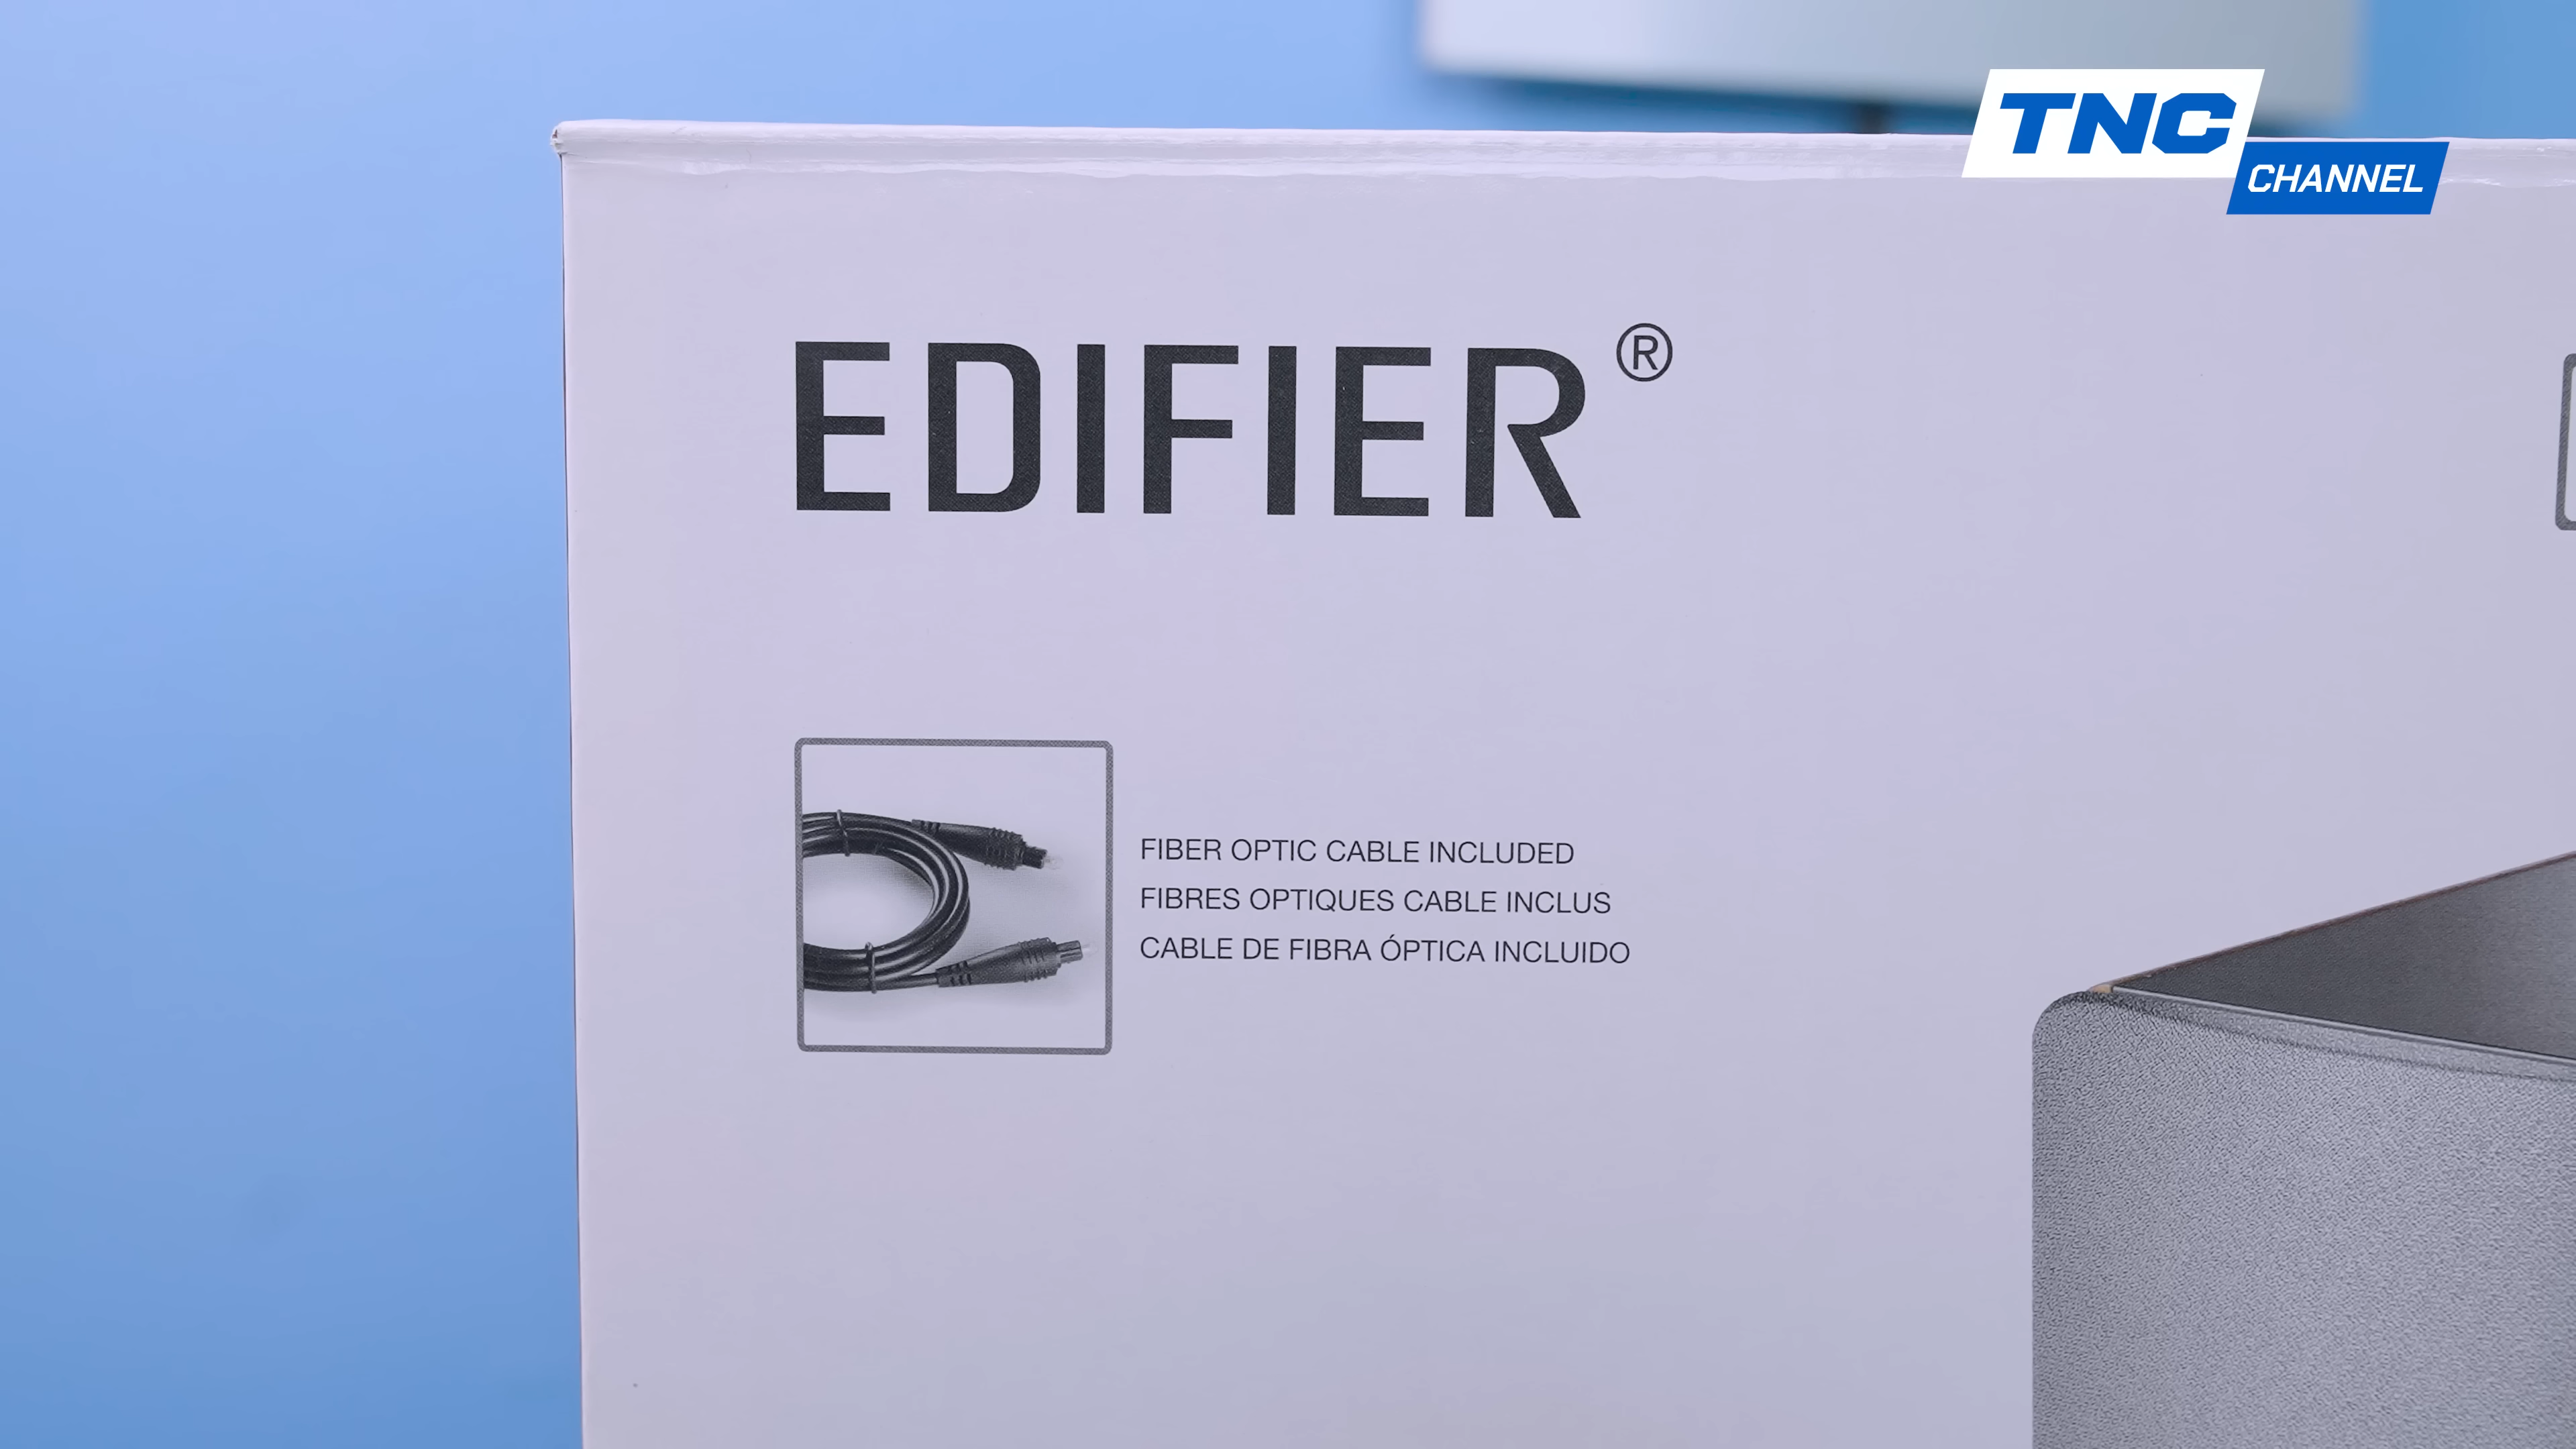 TNC
CHANNEL
EDIFIER®
FIBER OPTIC CABLE INCLUDED
FIBRES OPTIQUES CABLE INCLUS
CABLE DE FIBRA ÓPTICA INCLUIDO